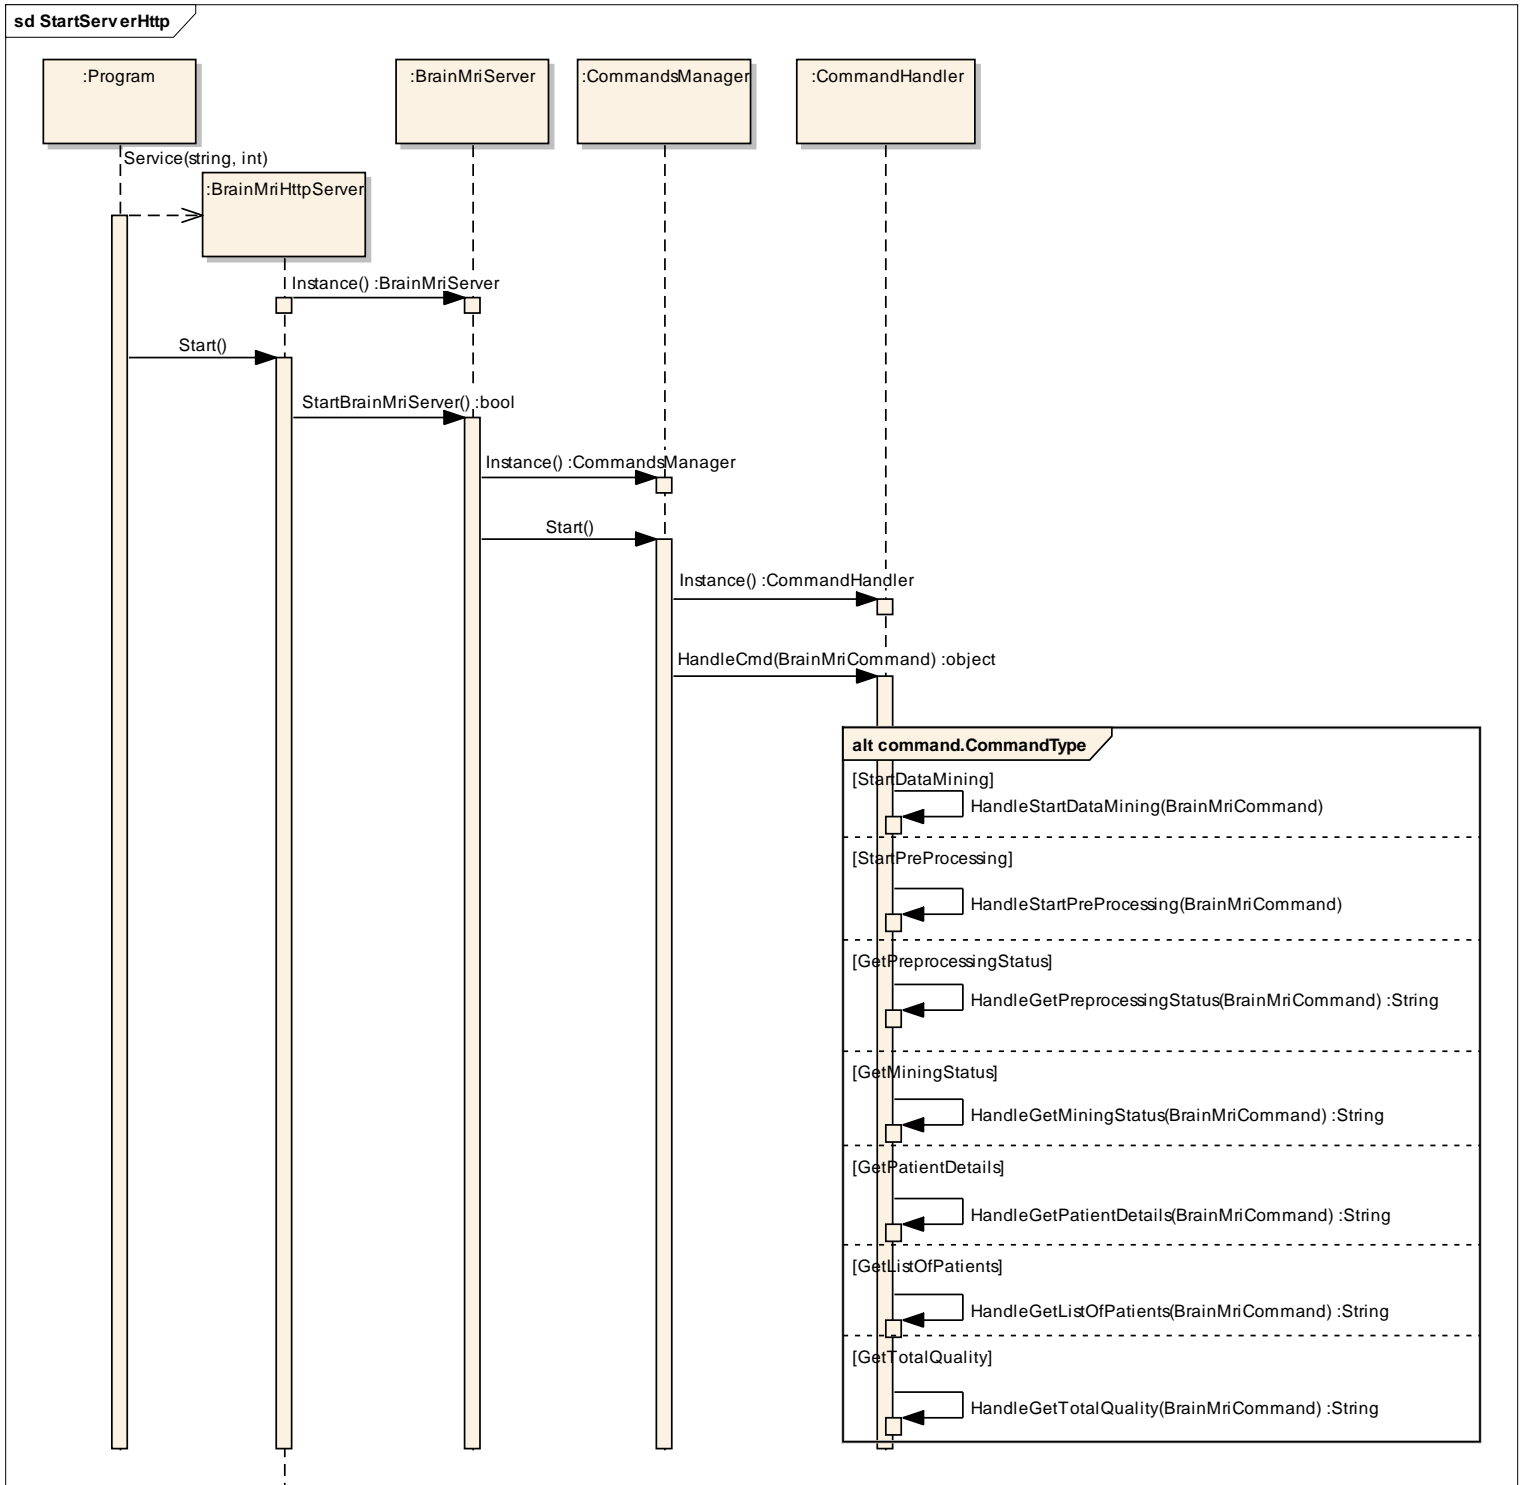 sd StartServerHttp
:Program
:BrainMriServer
:CommandsManager
:CommandHandler
Service(string, int)
:BrainMriHttpServer
Instance() :BrainMriServer
Start()
StartBrainMriServer() :bool
Instance() :CommandsManager
Start()
Instance() :CommandHandler
HandleCmd(BrainMriCommand) :object
alt command.CommandType
[StartDataMining]
HandleStartDataMining(BrainMriCommand)
[StartPreProcessing]
HandleStartPreProcessing(BrainMriCommand)
[GetPreprocessingStatus]
HandleGetPreprocessingStatus(BrainMriCommand) :String
[GetMiningStatus]
HandleGetMiningStatus(BrainMriCommand) :String
[GetPatientDetails]
HandleGetPatientDetails(BrainMriCommand) :String
[GetListOfPatients]
HandleGetListOfPatients(BrainMriCommand) :String
[GetTotalQuality]
HandleGetTotalQuality(BrainMriCommand) :String